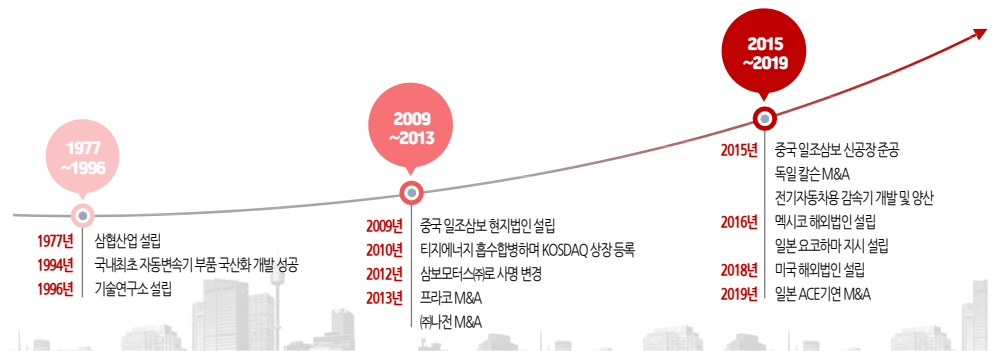 1977
~1996
1977년 삼협산업 설립
1994년 국내최초 자동변속기 부품 국산화 개발 성공
1996년 기술연구소 설립
2009
~2013
2009년 중국 일조삼보 현지법인 설립
2010년 티지에너지 흡수합병하며 KOSDAQ 상장 등록
2012년 삼보모터스㈜로 사명 변경
2013년 프라코 M&A
㈜나전 M&A
2015
~2019
2015년 중국 일조삼보 신공장 준공
독일 칼슨 M&A
전기자동차용 감속기 개발 및 양산
2016년 멕시코 해외법인 설립
일본 요코하마 지시 설립
2018년 미국 해외법인 설립
2019년 일본 ACE기연 M&A